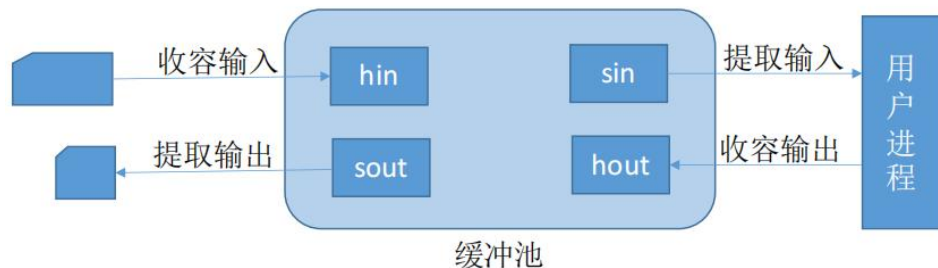 收容输入
hin
sin
提取输入
提取输出
sout
hout
收容输出
用户进程
缓冲池